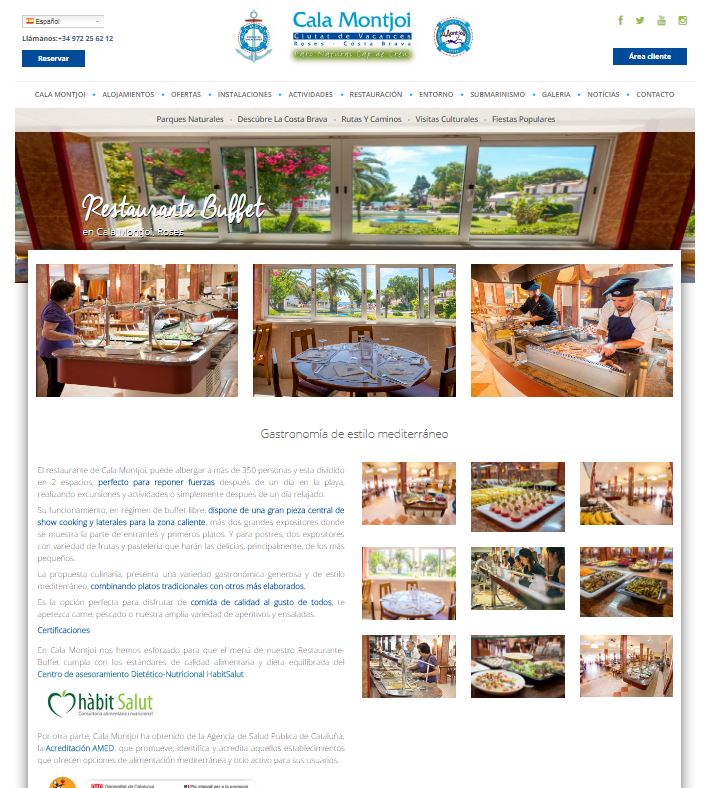 Español
Llámanos:+34 972 25 62 12
Reservar
Cala Montjoi
Ciutat de Vacances
Roses - Costa Brava
Área cliente
CALA MONTJOI • ALOJAMIENTOS • OFERTAS • INSTALACIONES • ACTIVIDADES • RESTAURACIÓN • ENTORNO • SUBMARINISMO • GALERIA • NOTÍCIAS • CONTACTO
Parques Naturales - Descúbre La Costa Brava - Rutas Y Caminos - Visitas Culturales - Fiestas Populares
Restaurante Buffet
en Cala Montgoi, Roses
Gastronomía de estilo mediterráneo
El restaurante de Cala Montjoi, puede albergar a más de 350 personas y esta dividido
en 2 espacios, perfecto para reponer fuerzas después de un día en la playa,
realizando excursiones y actividades o simplemente después de un día relajado.
Su funcionamiento, en régimen de buffet libre, dispone de una gran pieza central de
show cooking y laterales para la zona caliente, más dos grandes expositores donde
se muestra la parte de entrantes y primeros platos. Y para postres, dos expositores
con variedad de frutas y pastelería que harán las delicias, principalmente, de los más
pequeños.
La propuesta culinaria, presenta una variedad gastronómica generosa y de estilo
mediterráneo, combinando platos tradicionales con otros más elaborados.
Es la opción perfecta para disfrutar de comida de calidad al gusto de todos, te
apetezca carne, pescado o nuestra amplia variedad de aperitivos y ensaladas.
Certificaciones
En Cala Montjoi nos hemos esforzado para que el menú de nuestro Restaurante-
Buffet cumpla con los estándares de calidad alimentaria y dieta equilibrada del
Centro de asesoramiento Dietético-Nutricional HabitSalut .
hàbit Salut
Consultoria alimentària i nutricional
Por otra parte, Cala Montjoi ha obtenido de la Agencia de Salud Pública de Cataluña,
la Acreditación AMED, que promueve, identifica y acredita aquellos establecimientos
que ofrecen opciones de alimentación mediterránea y ocio activo para sus usuarios.